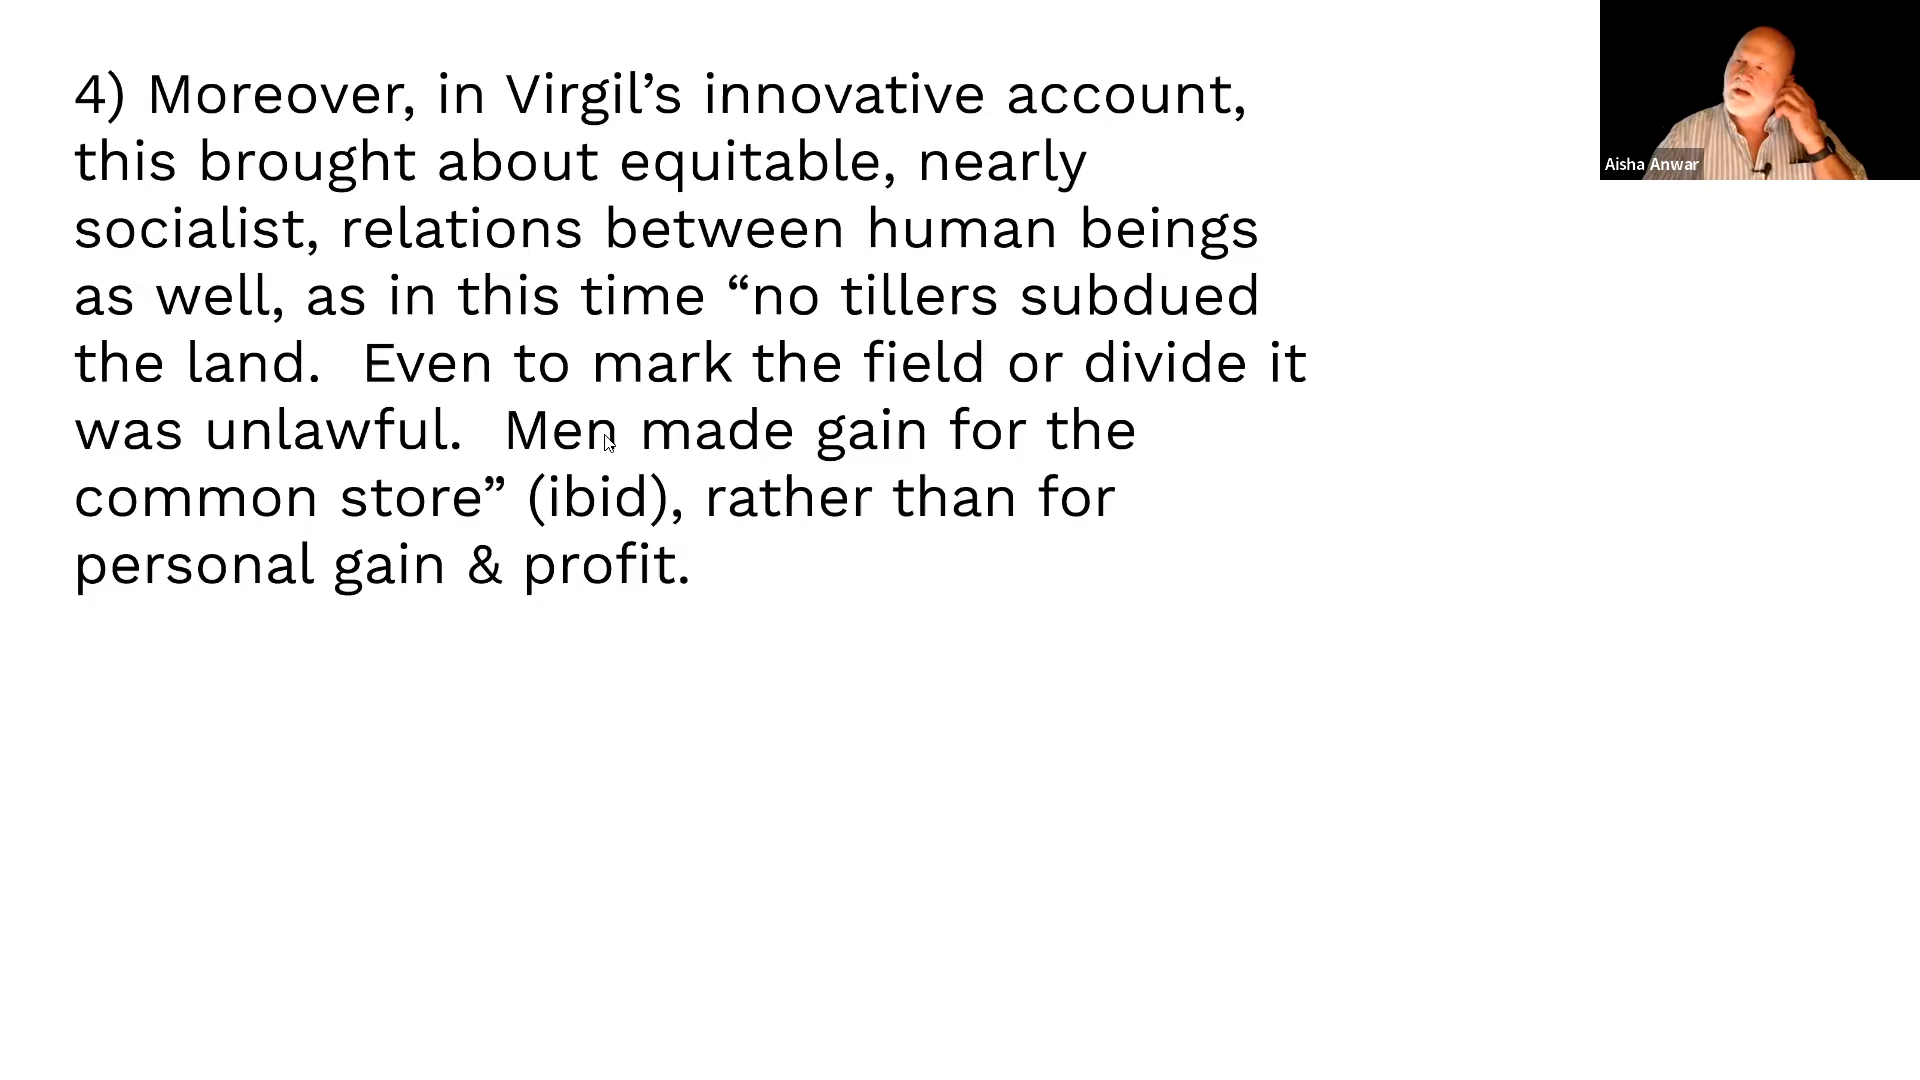 4) Moreover, in Virgil’s innovative account,
this brought about equitable, nearly
socialist, relations between human beings
as well, as in this time “no tillers subdued
the land.  Even to mark the field or divide it
was unlawful.  Men made gain for the
common store” (ibid), rather than for
personal gain & profit.
Aisha Anwar